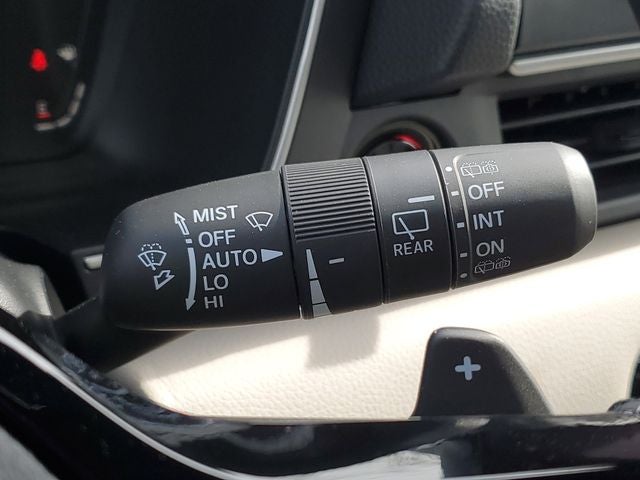 MIST
OFF
AUTO
LO
HI
-
REAR
OFF
INT
ON
+